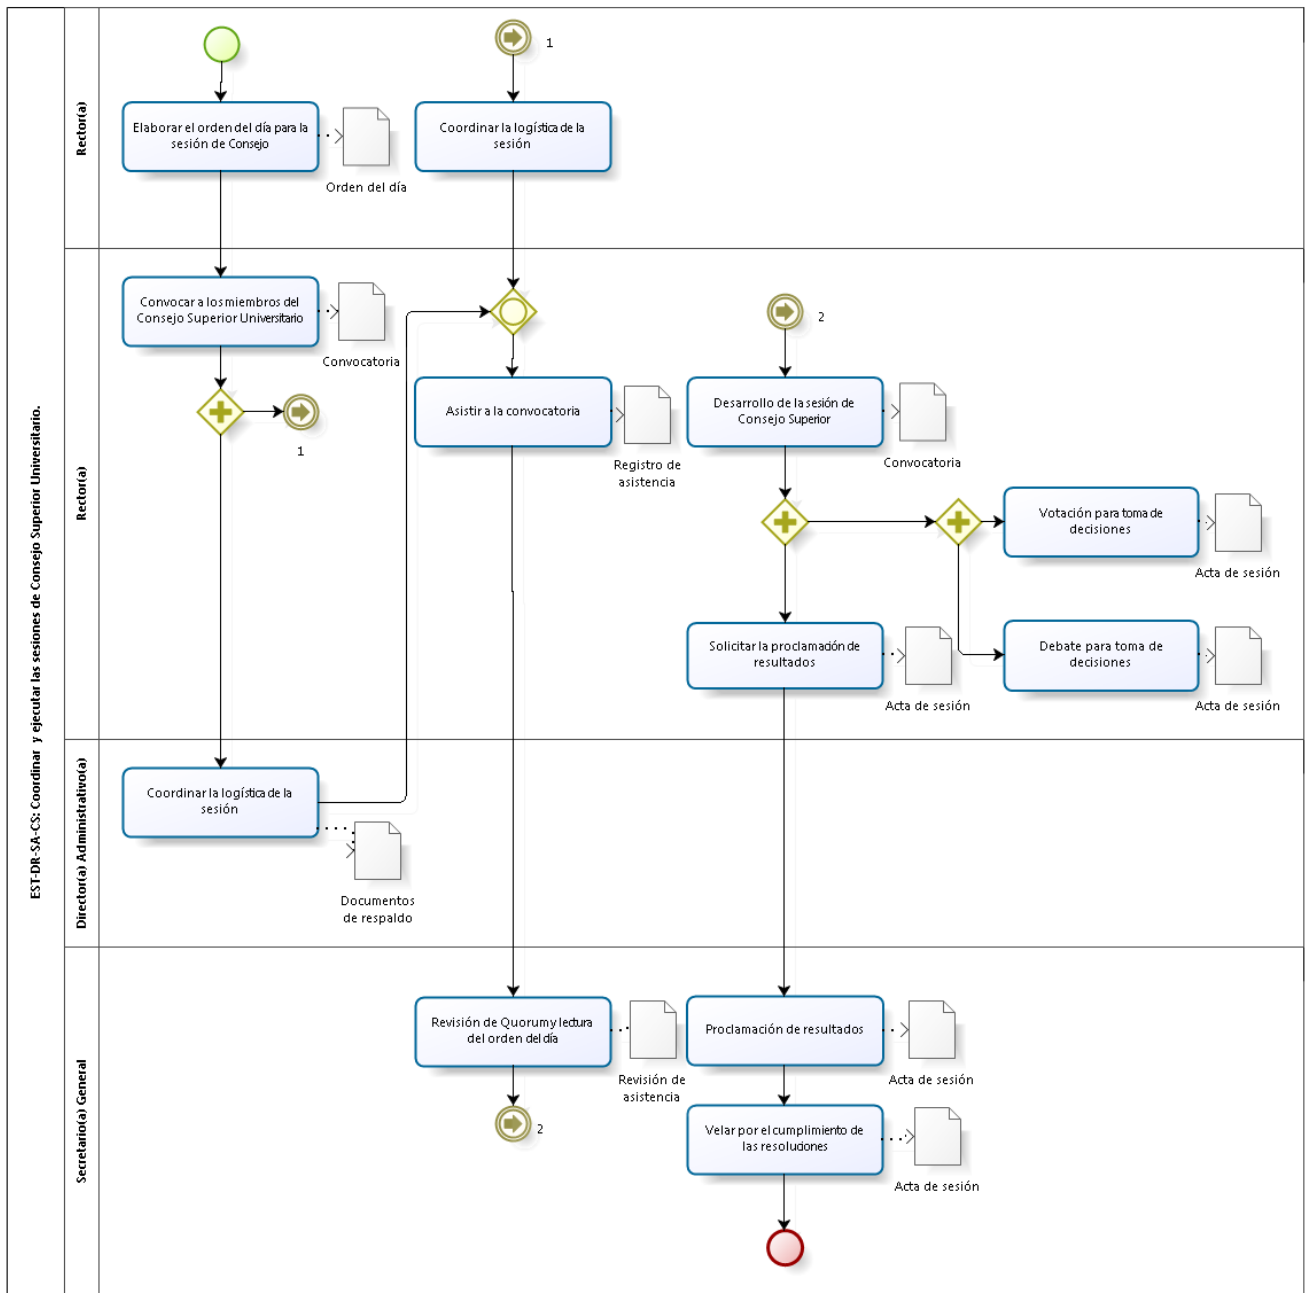 EST-DR-SA-CS: Coordinar y ejecutar las sesiones de Consejo Superior Universitario.
Rector(a)
1
Elaborar el orden del día para la
sesión de Consejo
Orden del día
Coordinar la logística de la
sesión
Rector(a)
Convocar a los miembros del
Consejo Superior Universitario
Convocatoria
1
2
Asistir a la convocatoria
Registro de
asistencia
Desarrollo de la sesión de
Consejo Superior
Convocatoria
Votación para toma de
decisiones
Acta de sesión
Solicitar la proclamación de
resultados
Acta de sesión
Debate para toma de
decisiones
Acta de sesión
Director(a) Administrativo(a)
Coordinar la logística de la
sesión
Documentos
de respaldo
Secretario(a) General
Revisión de Quorum y lectura
del orden del día
Revisión de
asistencia
2
Proclamación de resultados
Acta de sesión
Velar por el cumplimiento de
las resoluciones
Acta de sesión